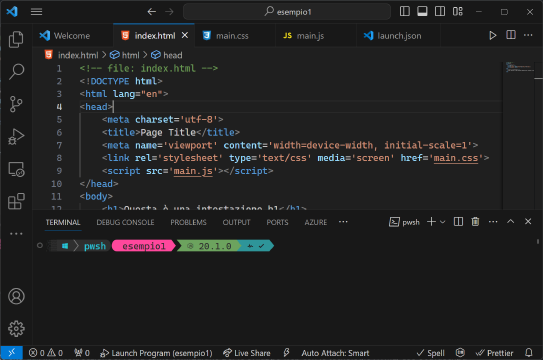 esempio1
Welcome
index.html
main.css
JS main.js
launch.json
index.html > html > head
1 <!-- file: index.html -->
2 <!DOCTYPE html>
3 <html lang="en">
4 <head>
5 <meta charset='utf-8'>
6 <title>Page Title</title>
7 <meta name='viewport' content='width=device-width, initial-scale=1'>
8 <link rel='stylesheet' type='text/css' media='screen' href='main.css'>
9 <script src='main.js'></script>
10 </head>
11 <body>
12 <h1>Questa è una intestazione h1</h1>
TERMINAL DEBUG CONSOLE PROBLEMS OUTPUT PORTS AZURE ... pwsh
pwsh esempio1 20.1.0
0 0 0 Launch Program (esempio1) Live Share Auto Attach: Smart Spell Prettier